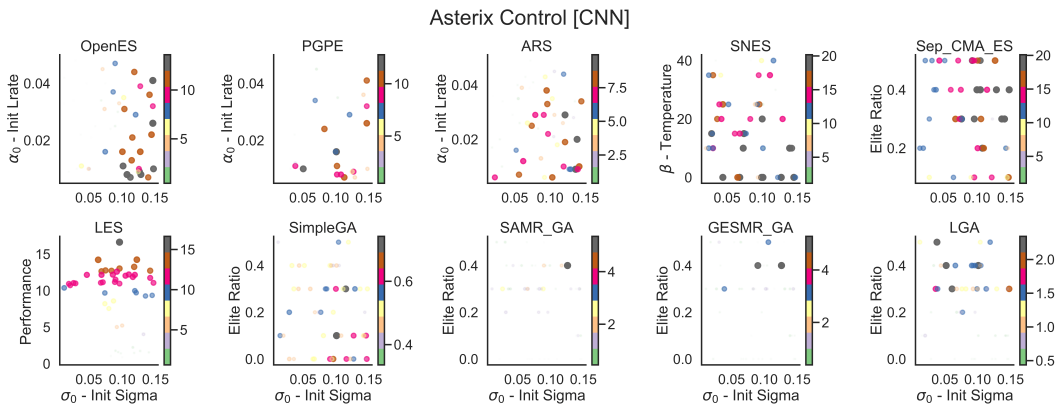 Asterix Control [CNN]
OpenES
PGPE
ARS
SNES
Sep_CMA_ES
α₀ - Init Lrate
0.04
0.02
0.05 0.10 0.15
10
5
α₀ - Init Lrate
0.04
0.02
0.05 0.10 0.15
10
5
α₀ - Init Lrate
0.04
0.02
0.05 0.10 0.15
7.5
5.0
2.5
β - Temperature
40
20
0
0.05 0.10 0.15
20
15
10
5
Elite Ratio
0.4
0.2
0.05 0.10 0.15
20
15
10
5
LES
SimpleGA
SAMR_GA
GESMR_GA
LGA
Performance
15
10
5
0
0.05 0.10 0.15
σ₀ - Init Sigma
15
10
5
Elite Ratio
0.4
0.2
0.0
0.05 0.10 0.15
σ₀ - Init Sigma
0.6
0.4
Elite Ratio
0.4
0.2
0.0
0.05 0.10 0.15
σ₀ - Init Sigma
4
2
Elite Ratio
0.4
0.2
0.0
0.05 0.10 0.15
σ₀ - Init Sigma
4
2
Elite Ratio
0.4
0.2
0.0
0.05 0.10 0.15
σ₀ - Init Sigma
2.0
1.5
1.0
0.5